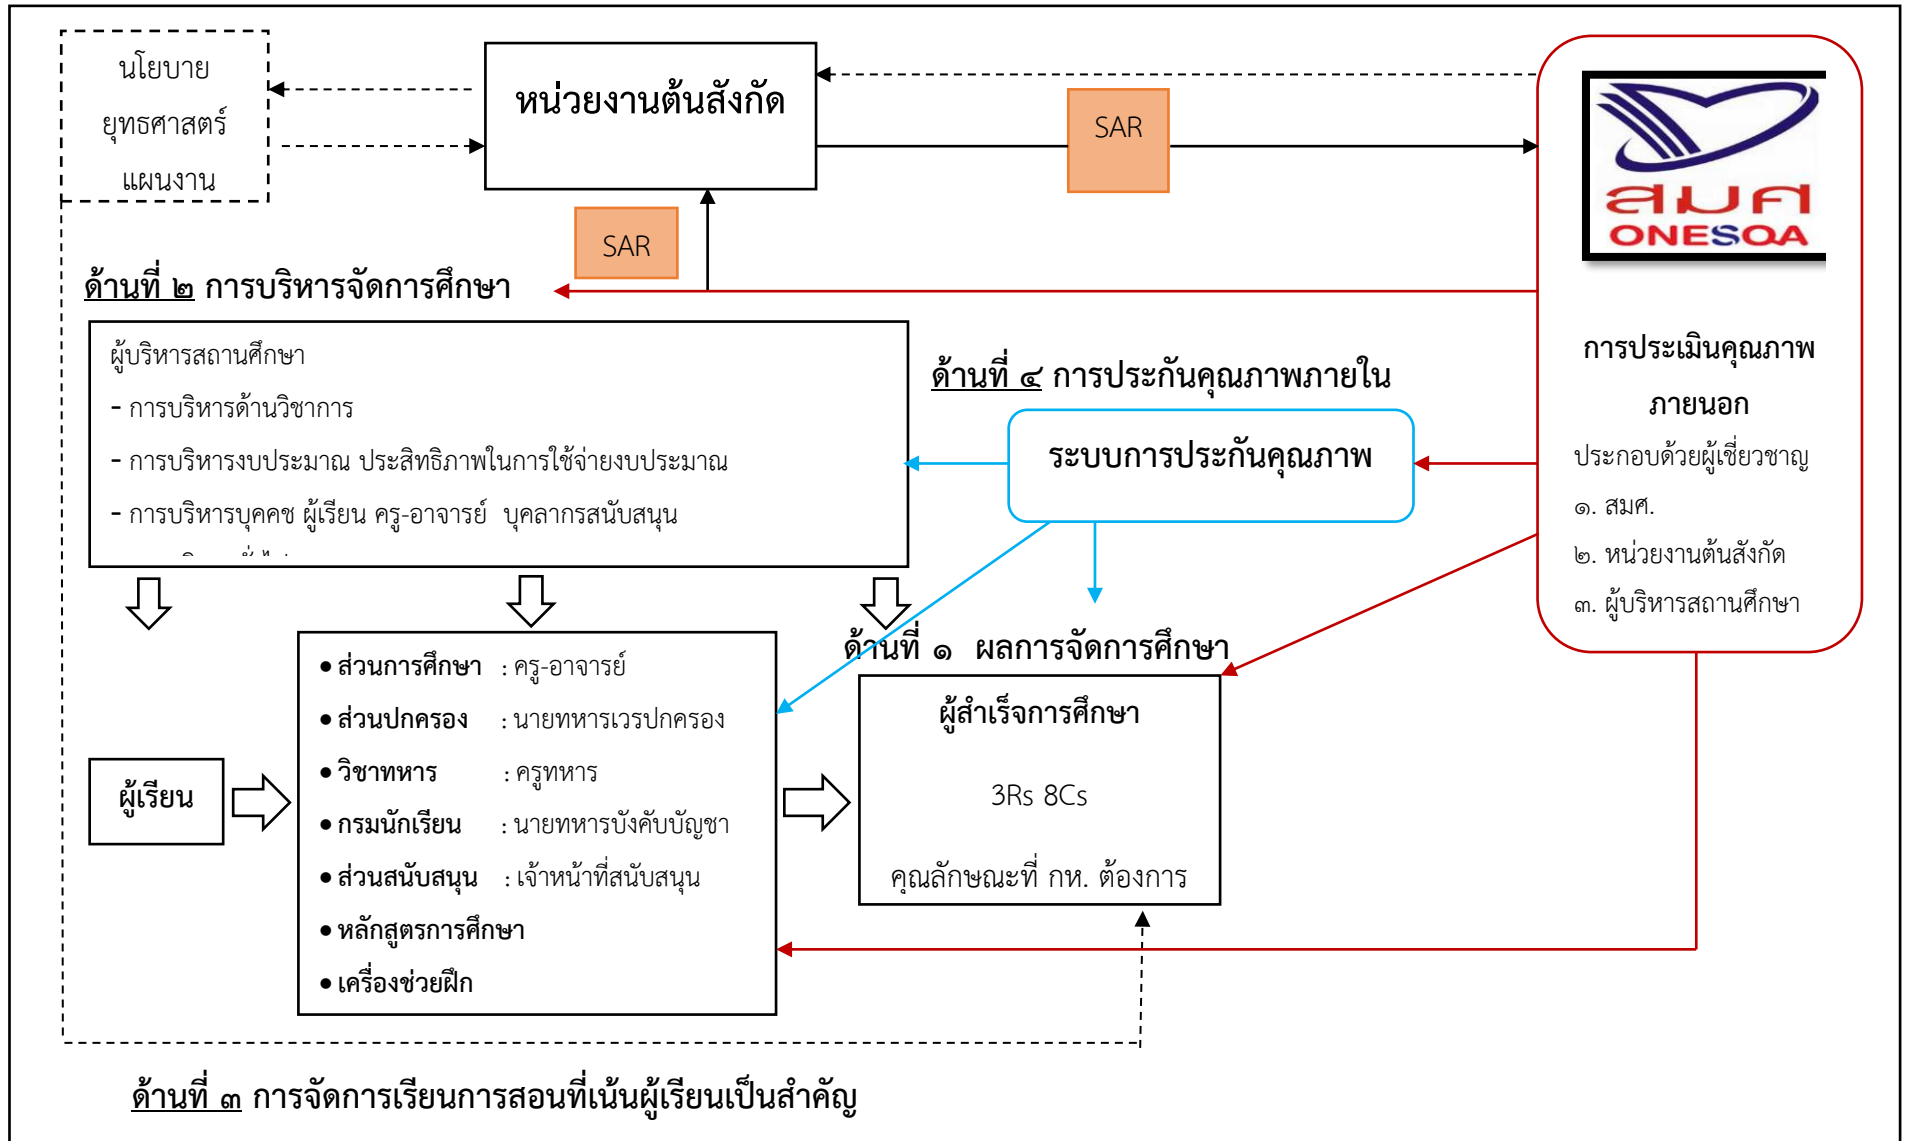 นโยบาย
ยุทธศาสตร์
แผนงาน
หน่วยงานต้นสังกัด
SAR
SAR
สมศ
ONESQA
การประเมินคุณภาพ
ภายนอก
ประกอบด้วยผู้เชี่ยวชาญ
๑. สมศ.
๒. หน่วยงานต้นสังกัด
๓. ผู้บริหารสถานศึกษา
ด้านที่ ๒ การบริหารจัดการศึกษา
ผู้บริหารสถานศึกษา
- การบริหารด้านวิชาการ
- การบริหารงบประมาณ ประสิทธิภาพในการใช้จ่ายงบประมาณ
- การบริหารบุคคช ผู้เรียน ครู-อาจารย์ บุคลากรสนับสนุน
ด้านที่ ๔ การประกันคุณภาพภายใน
ระบบการประกันคุณภาพ
ผู้เรียน
• ส่วนการศึกษา : ครู-อาจารย์
• ส่วนปกครอง : นายทหารเวรปกครอง
• วิชาทหาร : ครูทหาร
• กรมนักเรียน : นายทหารบังคับบัญชา
• ส่วนสนับสนุน : เจ้าหน้าที่สนับสนุน
• หลักสูตรการศึกษา
• เครื่องช่วยฝึก
ด้านที่ ๑ ผลการจัดการศึกษา
ผู้สำเร็จการศึกษา
3Rs 8Cs
คุณลักษณะที่ กห. ต้องการ
ด้านที่ ๓ การจัดการเรียนการสอนที่เน้นผู้เรียนเป็นสำคัญ